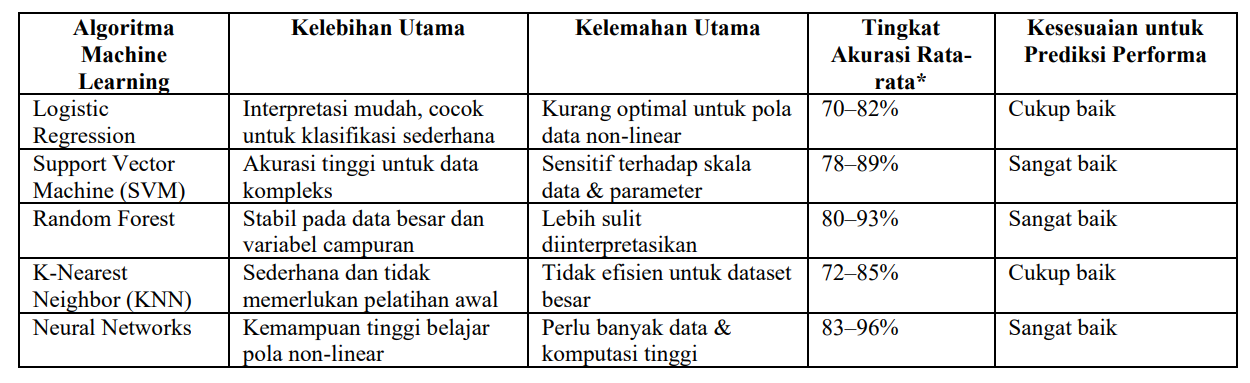 Algoritma Machine Learning | Kelebihan Utama | Kelemahan Utama | Tingkat Akurasi Rata-rata* | Kesesuaian untuk Prediksi Performa
Logistic Regression | Interpretasi mudah, cocok untuk klasifikasi sederhana | Kurang optimal untuk pola data non-linear | 70–82% | Cukup baik
Support Vector Machine (SVM) | Akurasi tinggi untuk data kompleks | Sensitif terhadap skala data & parameter | 78–89% | Sangat baik
Random Forest | Stabil pada data besar dan variabel campuran | Lebih sulit diinterpretasikan | 80–93% | Sangat baik
K-Nearest Neighbor (KNN) | Sederhana dan tidak memerlukan pelatihan awal | Tidak efisien untuk dataset besar | 72–85% | Cukup baik
Neural Networks | Kemampuan tinggi belajar pola non-linear | Perlu banyak data & komputasi tinggi | 83–96% | Sangat baik